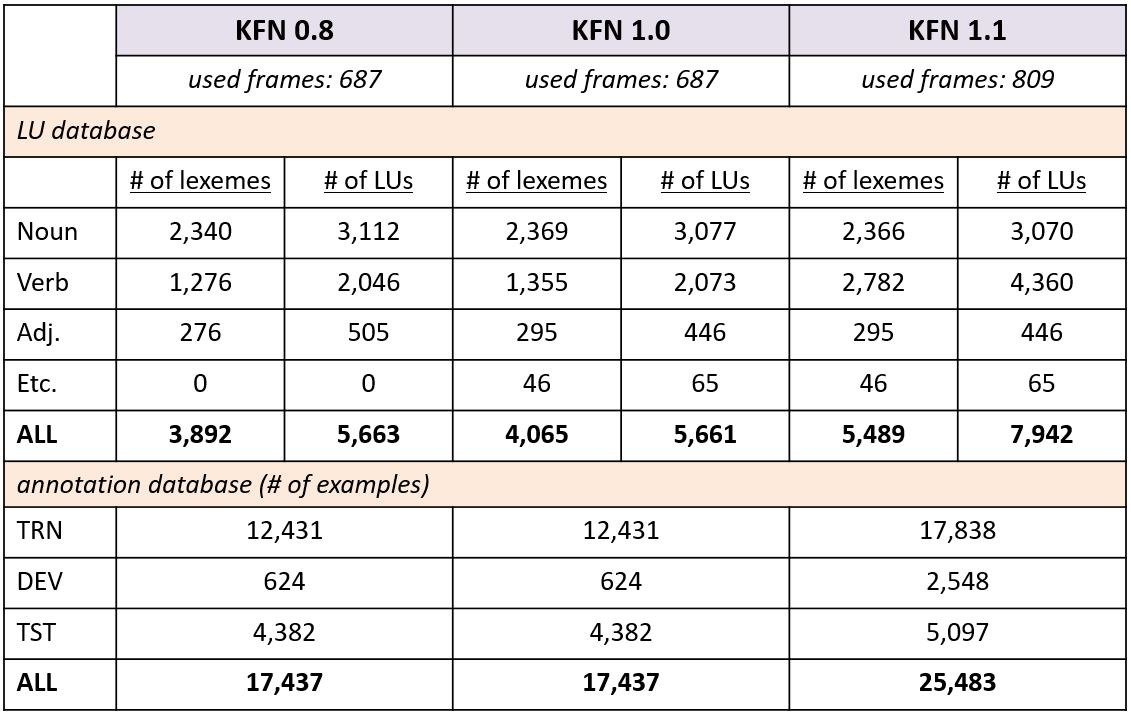 KFN 0.8 KFN 1.0 KFN 1.1
used frames: 687 used frames: 687 used frames: 809
LU database
# of lexemes # of LUs # of lexemes # of LUs # of lexemes # of LUs
Noun 2,340 3,112 2,369 3,077 2,366 3,070
Verb 1,276 2,046 1,355 2,073 2,782 4,360
Adj. 276 505 295 446 295 446
Etc. 0 0 46 65 46 65
ALL 3,892 5,663 4,065 5,661 5,489 7,942
annotation database (# of examples)
TRN 12,431 12,431 17,838
DEV 624 624 2,548
TST 4,382 4,382 5,097
ALL 17,437 17,437 25,483